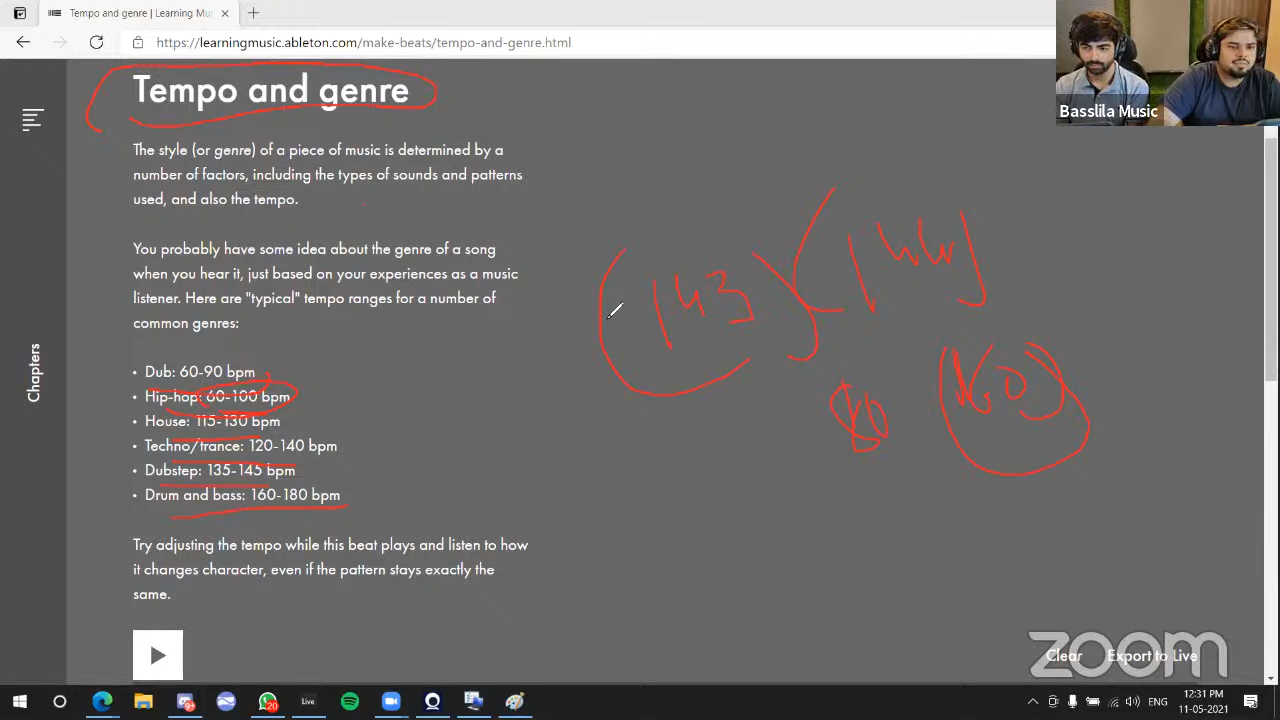 Tempo and genre | Learning Music
https://learningmusic.ableton.com/make-beats/tempo-and-genre.html
Basslila Music
Tempo and genre
The style (or genre) of a piece of music is determined by a
number of factors, including the types of sounds and patterns
used, and also the tempo.
You probably have some idea about the genre of a song
when you hear it, just based on your experiences as a music
listener. Here are "typical" tempo ranges for a number of
common genres:
• Dub: 60-90 bpm
• Hip-hop: 60-100 bpm
• House: 115-130 bpm
• Techno/trance: 120-140 bpm
• Dubstep: 135-145 bpm
• Drum and bass: 160-180 bpm
Try adjusting the tempo while this beat plays and listen to how
it changes character, even if the pattern stays exactly the
same.
Chapters
(143) (144)
80 (160)
Clear Export to Live
zoom
9+ 20 Live
ENG 12:31 PM
11-05-2021